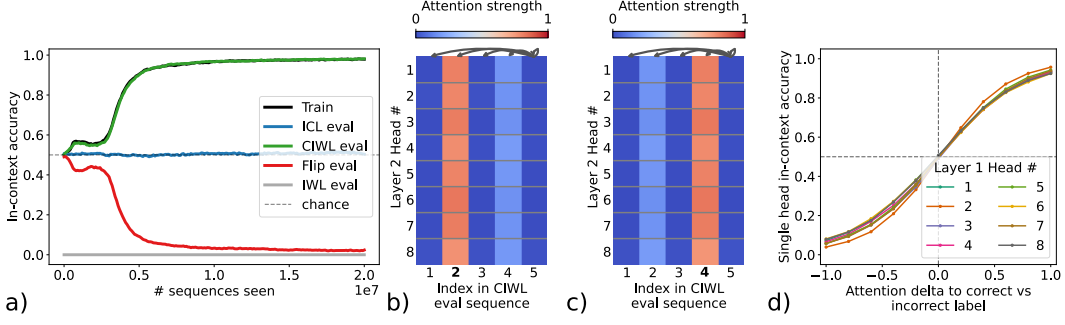 a)
In-context accuracy
1.0
0.8
0.6
0.4
0.2
0.0
Train
ICL eval
CIWL eval
Flip eval
IWL eval
chance
0.0
0.5
1.0
1.5
2.0
1e7
# sequences seen
b)
Attention strength
0
1
Layer 2 Head #
1
2
3
4
5
6
7
8
1 2 3 4 5
Index in CIWL
eval sequence
c)
Attention strength
0
1
Layer 2 Head #
1
2
3
4
5
6
7
8
1 2 3 4 5
Index in CIWL
eval sequence
d)
Single head in-context accuracy
1.0
0.8
0.6
0.4
0.2
0.0
Layer 1 Head #
1 5
2 6
3 7
4 8
−1.0
−0.5
0.0
0.5
1.0
Attention delta to correct vs
incorrect label